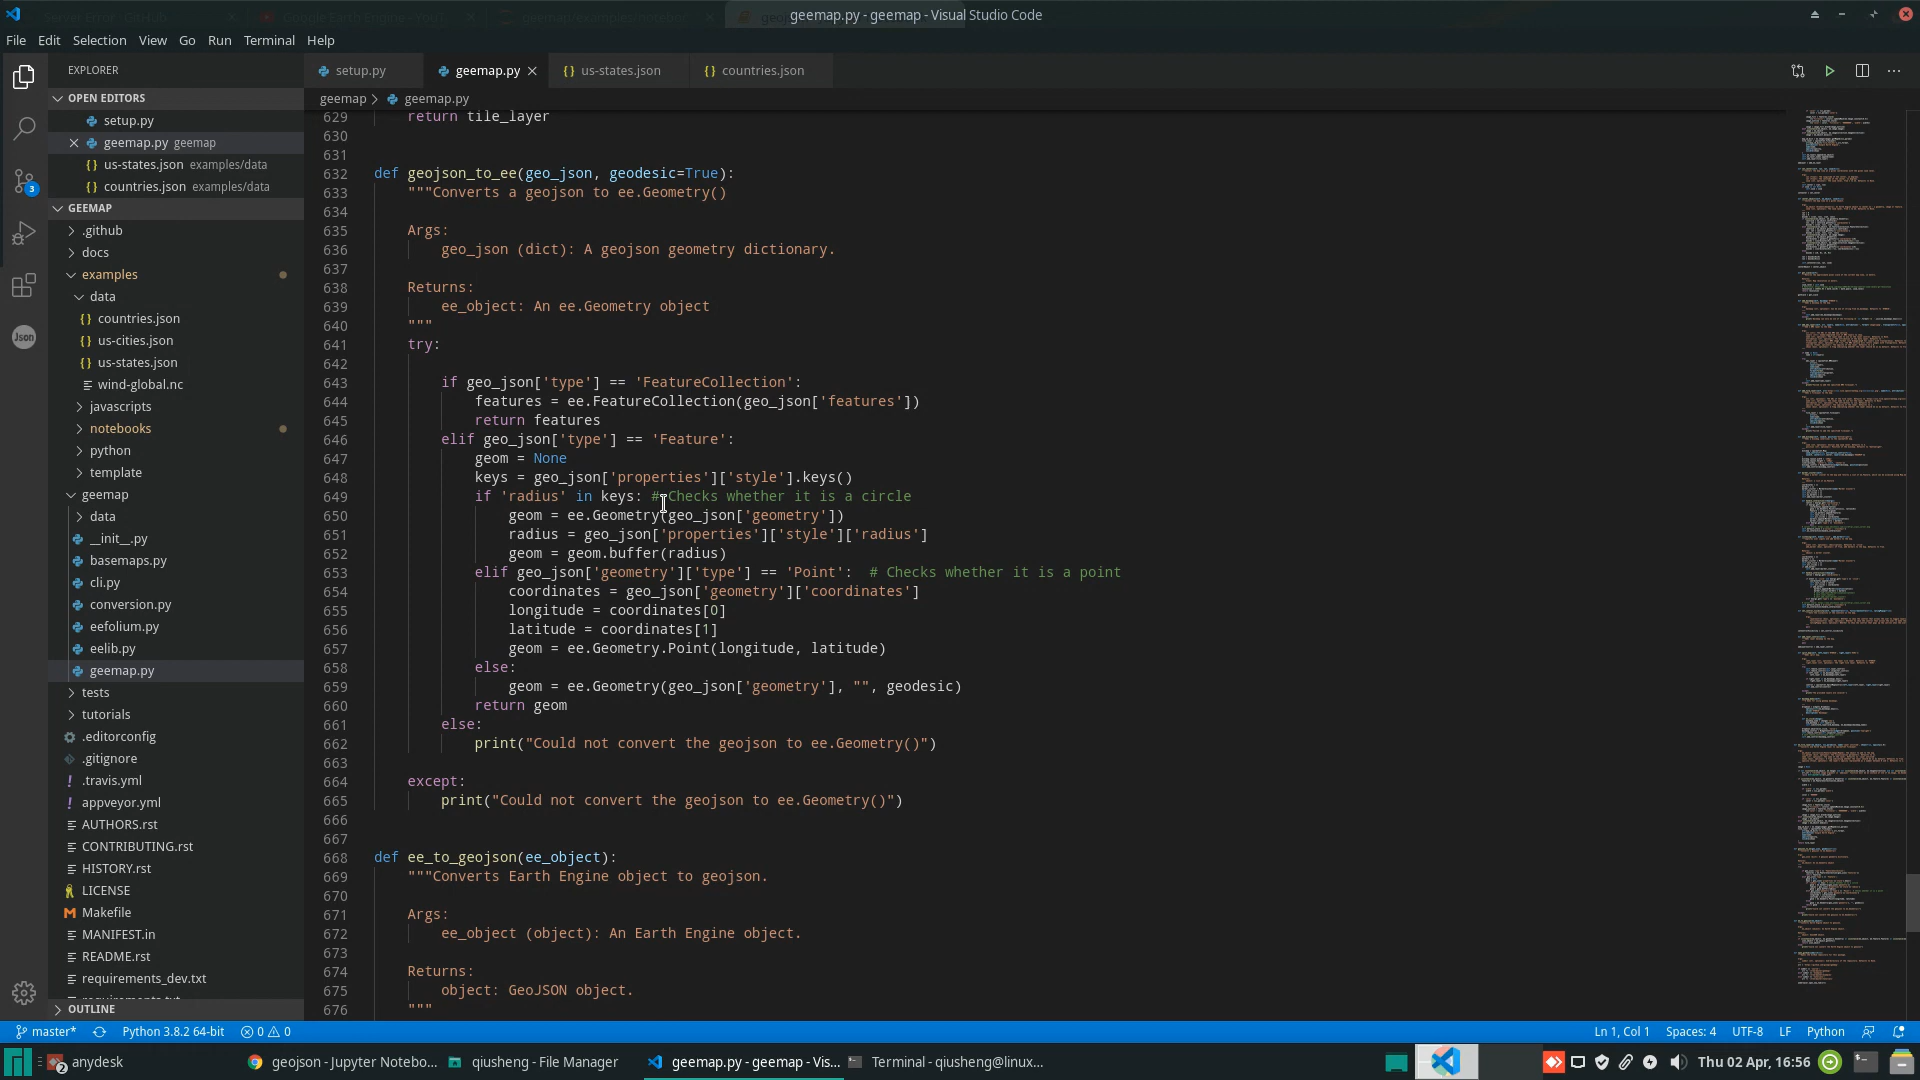 geemap.py - geemap - Visual Studio Code
File Edit Selection View Go Run Terminal Help
EXPLORER
OPEN EDITORS
setup.py
geemap.py geemap
us-states.json examples/data
countries.json examples/data
GEEMAP
.github
docs
examples
data
countries.json
us-cities.json
us-states.json
wind-global.nc
javascripts
notebooks
python
template
geemap
data
__init__.py
basemaps.py
cli.py
conversion.py
eefolium.py
eelib.py
geemap.py
tests
tutorials
.editorconfig
.gitignore
.travis.yml
appveyor.yml
AUTHORS.rst
CONTRIBUTING.rst
HISTORY.rst
LICENSE
Makefile
MANIFEST.in
README.rst
requirements_dev.txt
requirements.txt
OUTLINE
3
Json
setup.py geemap.py us-states.json countries.json
geemap > geemap.py
629 return tile_layer
630
631
632 def geojson_to_ee(geo_json, geodesic=True):
633 """Converts a geojson to ee.Geometry()
634
635 Args:
636 geo_json (dict): A geojson geometry dictionary.
637
638 Returns:
639 ee_object: An ee.Geometry object
640 """
641 try:
642
643 if geo_json['type'] == 'FeatureCollection':
644 features = ee.FeatureCollection(geo_json['features'])
645 return features
646 elif geo_json['type'] == 'Feature':
647 geom = None
648 keys = geo_json['properties']['style'].keys()
649 if 'radius' in keys: # Checks whether it is a circle
650 geom = ee.Geometry(geo_json['geometry'])
651 radius = geo_json['properties']['style']['radius']
652 geom = geom.buffer(radius)
653 elif geo_json['geometry']['type'] == 'Point': # Checks whether it is a point
654 coordinates = geo_json['geometry']['coordinates']
655 longitude = coordinates[0]
656 latitude = coordinates[1]
657 geom = ee.Geometry.Point(longitude, latitude)
658 else:
659 geom = ee.Geometry(geo_json['geometry'], "", geodesic)
660 return geom
661 else:
662 print("Could not convert the geojson to ee.Geometry()")
663
664 except:
665 print("Could not convert the geojson to ee.Geometry()")
666
667
668 def ee_to_geojson(ee_object):
669 """Converts Earth Engine object to geojson.
670
671 Args:
672 ee_object (object): An Earth Engine object.
673
674 Returns:
675 object: GeoJSON object.
676 """
master* Python 3.8.2 64-bit 0 0 Ln 1, Col 1 Spaces: 4 UTF-8 LF Python
2 anydesk geojson - Jupyter Notebo... qiusheng - File Manager geemap.py - geemap - Vis... Terminal - qiusheng@linux... Thu 02 Apr, 16:56